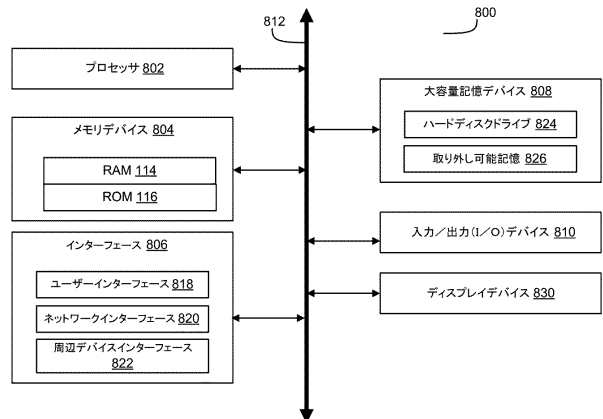 812
800
プロセッサ 802
メモリデバイス 804
RAM 114
ROM 116
インターフェース 806
ユーザーインターフェース 818
ネットワークインターフェース 820
周辺デバイスインターフェース
822
大容量記憶デバイス 808
ハードディスクドライブ 824
取り外し可能記憶 826
入力／出力(I／O)デバイス 810
ディスプレイデバイス 830